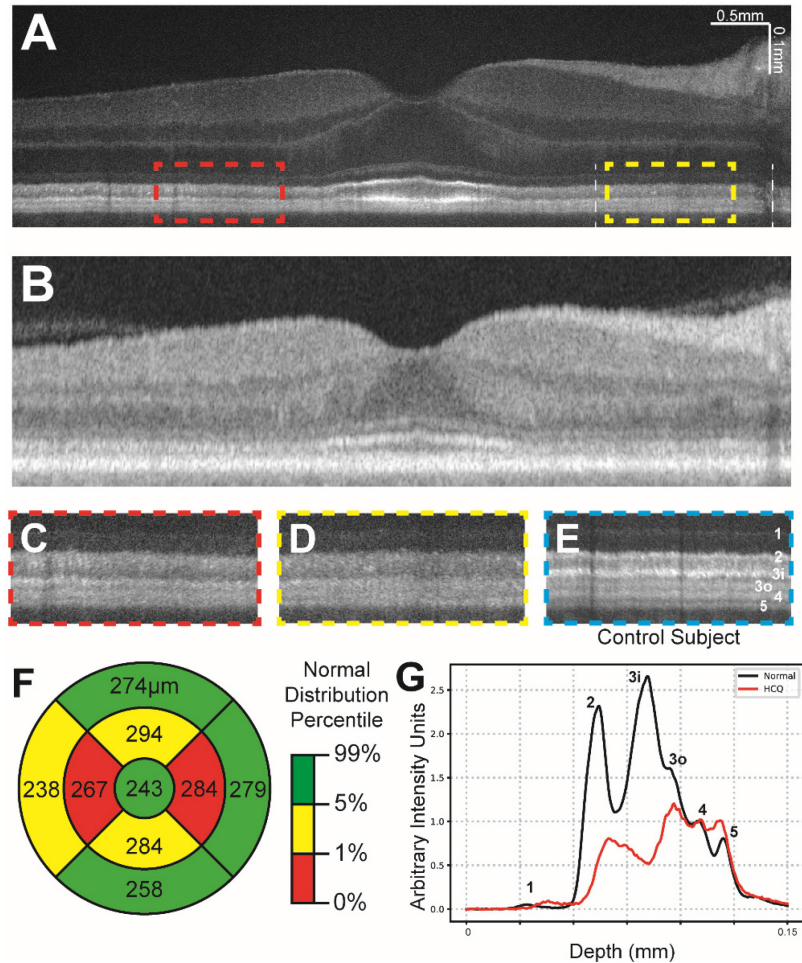 A
0.5mm
0.1mm
B
C
D
E
1
2
3i
3o
4
5
Control Subject
F
274µm
294
238
267
243
284
279
284
258
Normal
Distribution
Percentile
99%
5%
1%
0%
G
Normal
HCQ
Arbitrary Intensity Units
2.5
2.0
1.5
1.0
0.5
0.0
1
2
3i
3o
4
5
0
0.15
Depth (mm)